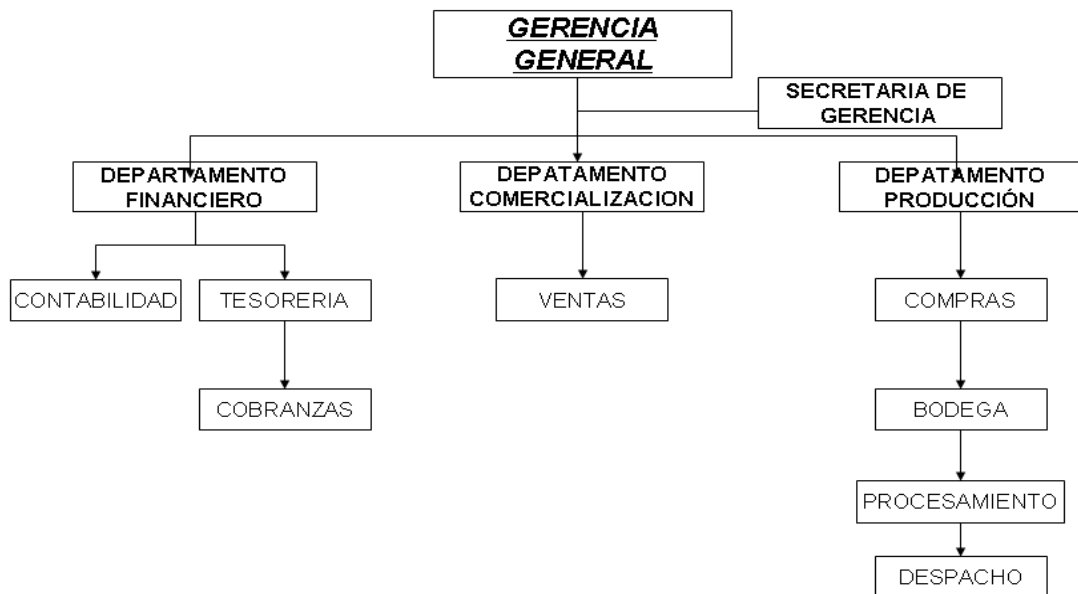 GERENCIA
GENERAL
SECRETARIA DE
GERENCIA
DEPARTAMENTO
FINANCIERO
DEPATAMENTO
COMERCIALIZACION
DEPATAMENTO
PRODUCCIÓN
CONTABILIDAD
TESORERIA
VENTAS
COMPRAS
COBRANZAS
BODEGA
PROCESAMIENTO
DESPACHO